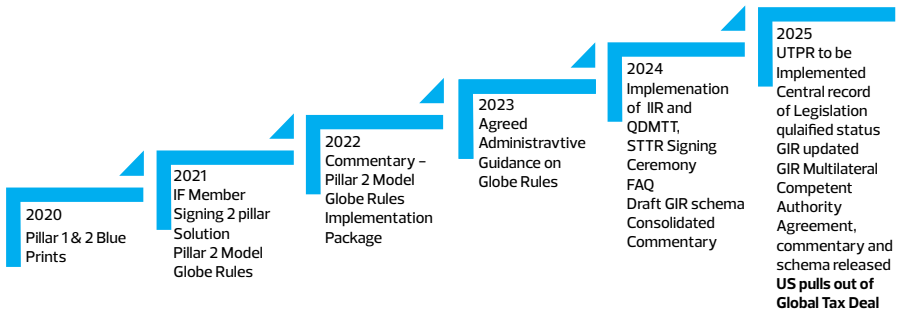 2020
Pillar 1 & 2 Blue
Prints
2021
IF Member
Signing 2 pillar
Solution
Pillar 2 Model
Globe Rules
2022
Commentary –
Pillar 2 Model
Globe Rules
Implementation
Package
2023
Agreed
Administravtive
Guidance on
Globe Rules
2024
Implemenation
of IIR and
QDMTT,
STTR Signing
Ceremony
FAQ
Draft GIR schema
Consolidated
Commentary
2025
UTPR to be
Implemented
Central record
of Legislation
qulaified status
GIR updated
GIR Multilateral
Competent
Authority
Agreement,
commentary and
schema released
US pulls out of
Global Tax Deal